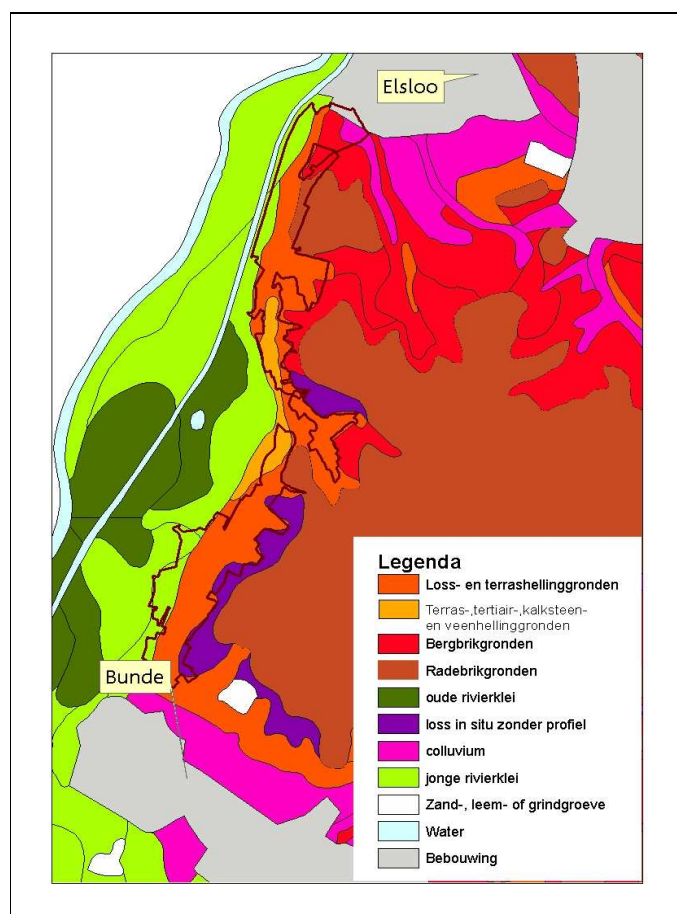 Elsloo
Bunde
Legenda
Loss- en terrashellinggronden
Terras-,tertiair-,kalksteen-
en veenhellinggronden
Bergbrikgronden
Radebrikgronden
oude rivierklei
loss in situ zonder profiel
colluvium
jonge rivierklei
Zand-, leem- of grindgroeve
Water
Bebouwing